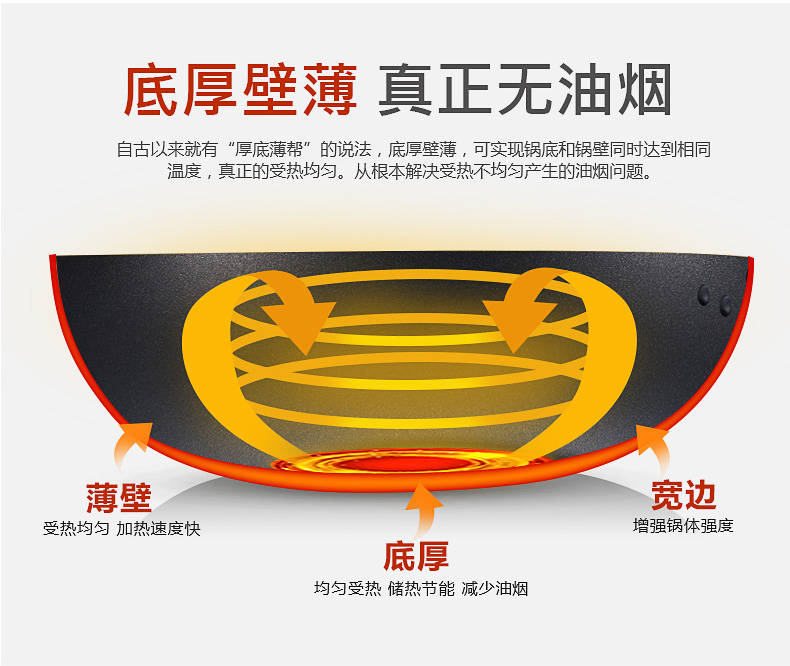 底厚壁薄 真正无油烟
自古以来就有“厚底薄帮”的说法，底厚壁薄，可实现锅底和锅壁同时达到相同
温度，真正的受热均匀。从根本解决受热不均匀产生的油烟问题。
薄壁
受热均匀 加热速度快
宽边
增强锅体强度
底厚
均匀受热 储热节能 减少油烟